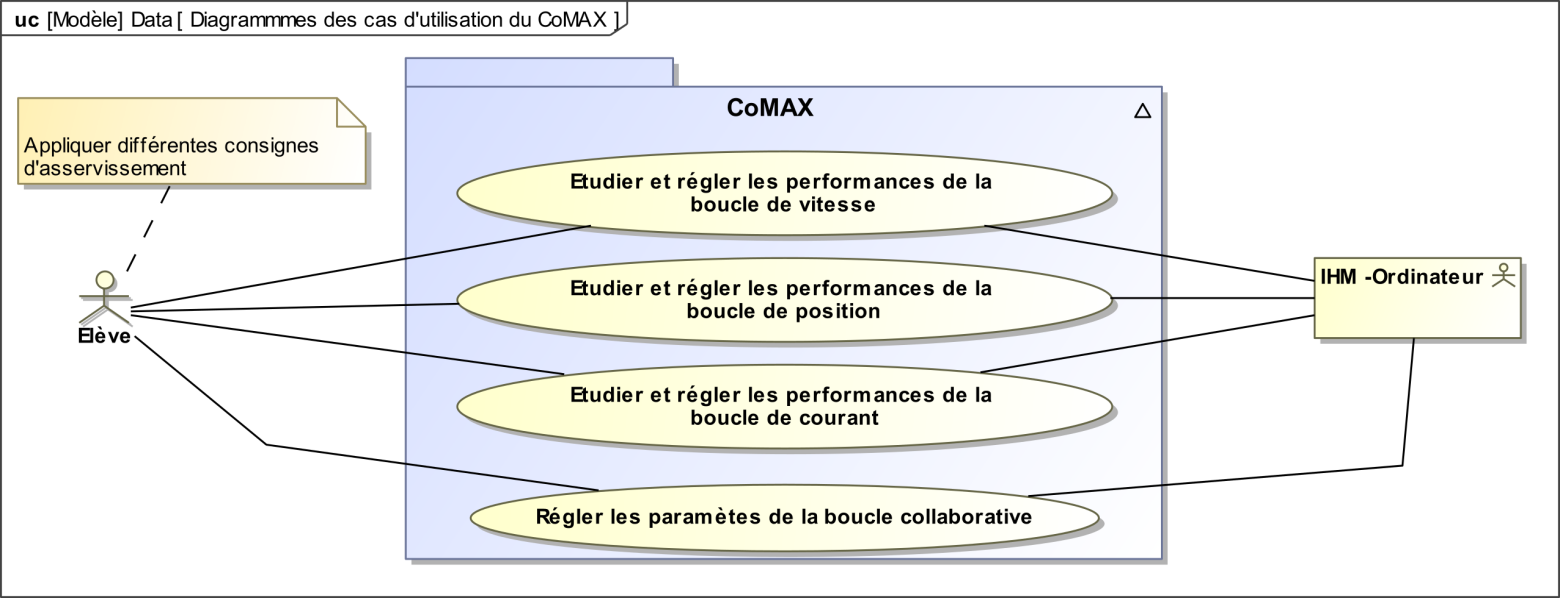 uc [Modèle] Data [ Diagrammmes des cas d'utilisation du CoMAX ]
CoMAX
Appliquer différentes consignes
d'asservissement
Etudier et régler les performances de la
boucle de vitesse
Etudier et régler les performances de la
boucle de position
Etudier et régler les performances de la
boucle de courant
Régler les paramètes de la boucle collaborative
Elève
IHM -Ordinateur